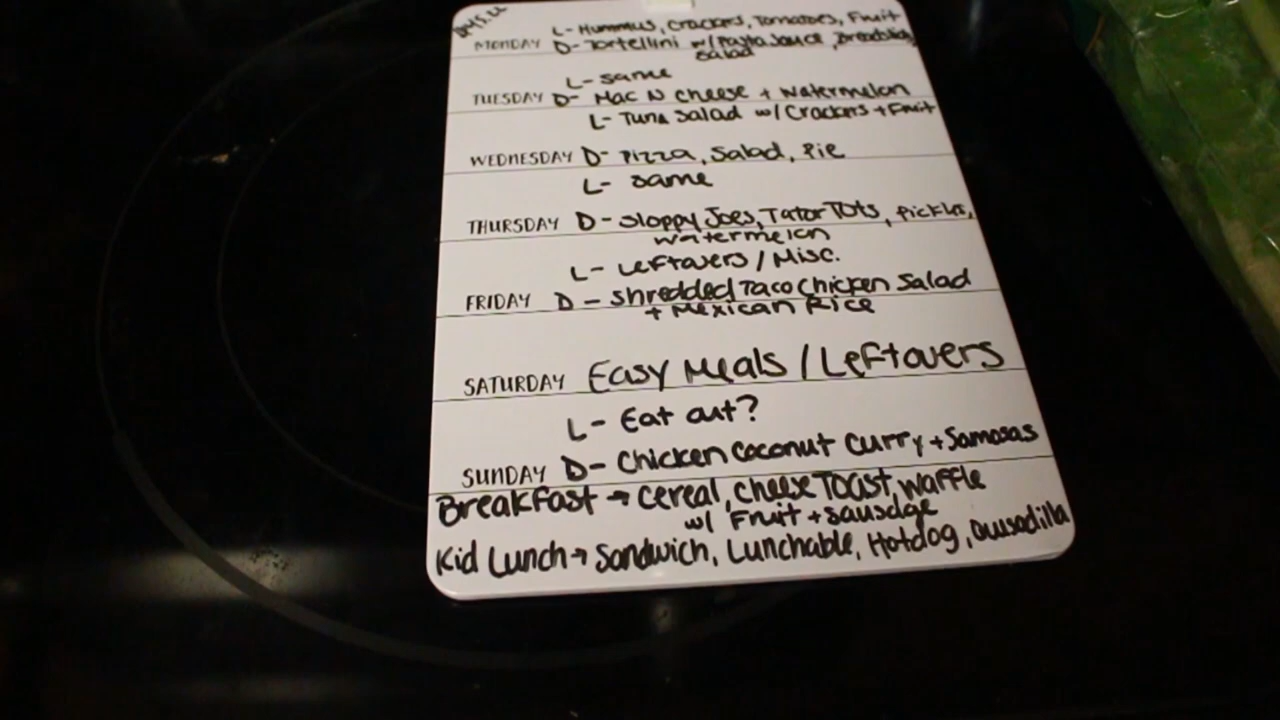 L- Hummus, Crackers, Tomatoes, Fruit
MONDAY D- Tortellini w/ Pasta Sauce, Breadsticks
Salad
L- same
TUESDAY D- Mac N Cheese + Watermelon
L- Tuna Salad w/ Crackers + Fruit
WEDNESDAY D- Pizza, Salad, Pie
L- same
THURSDAY D- Sloppy Joes, Tator Tots, Pickles,
Watermelon
L- Leftovers / Misc.
FRIDAY D- Shredded Taco Chicken Salad
+ Mexican Rice
SATURDAY Easy Meals / Leftovers
L- Eat out?
SUNDAY D- Chicken Coconut Curry + Samosas
Breakfast → Cereal, Cheese Toast, Waffle
w/ Fruit + Sausage
Kid Lunch → Sandwich, Lunchable, Hotdog, Quesadilla